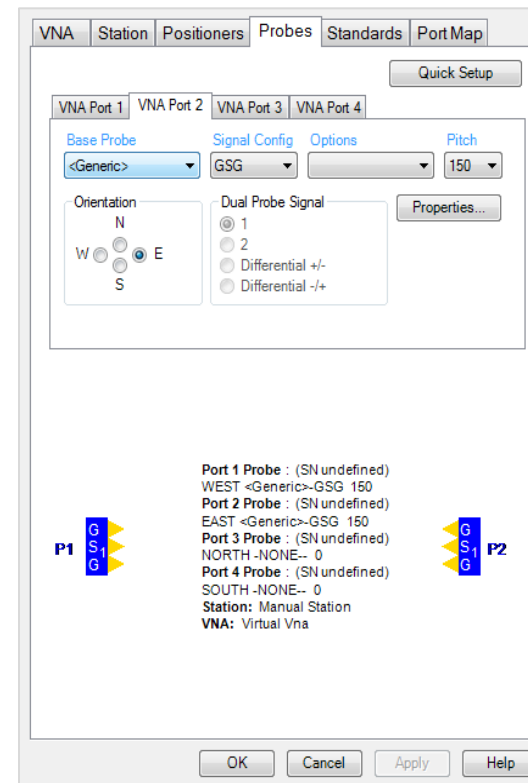 VNA Station Positioners Probes Standards Port Map
Quick Setup
VNA Port 1 VNA Port 2 VNA Port 3 VNA Port 4
Base Probe Signal Config Options Pitch
<Generic> GSG 150
Orientation Dual Probe Signal Properties...
N 1
W E 2
S Differential +/-
Differential -/+
Port 1 Probe : (SN undefined)
WEST <Generic>-GSG 150
Port 2 Probe : (SN undefined)
EAST <Generic>-GSG 150
Port 3 Probe : (SN undefined)
NORTH -NONE-- 0
Port 4 Probe : (SN undefined)
SOUTH -NONE-- 0
Station: Manual Station
VNA: Virtual Vna
P1
G
S1
G
G
S1
G
P2
OK Cancel Apply Help